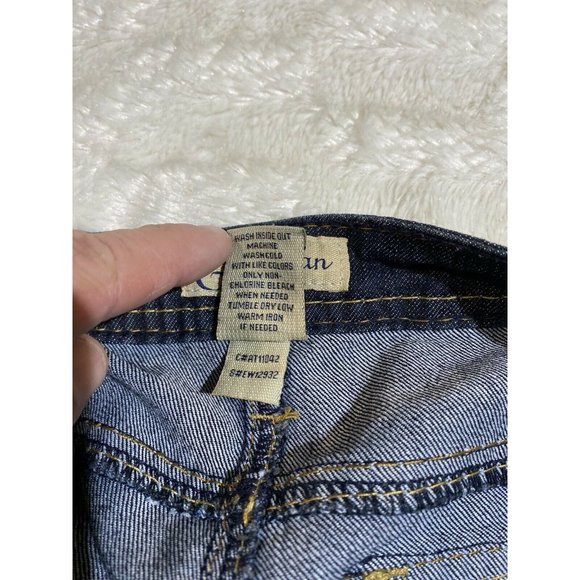 WASH INSIDE OUT
MACHINE
WASH COLD
WITH LIKE COLORS
ONLY NON-
CHLORINE BLEACH
WHEN NEEDED
TUMBLE DRY LOW
WARM IRON
IF NEEDED
C#AT11042
S#EW12932